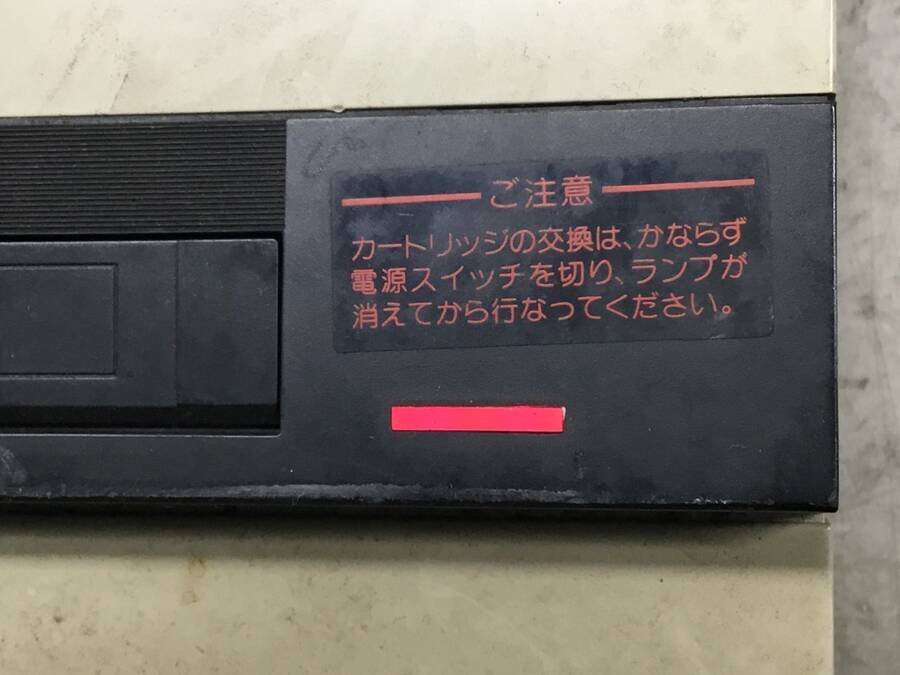 ご注意
カートリッジの交換は、かならず
電源スイッチを切り、ランプが
消えてから行なってください。